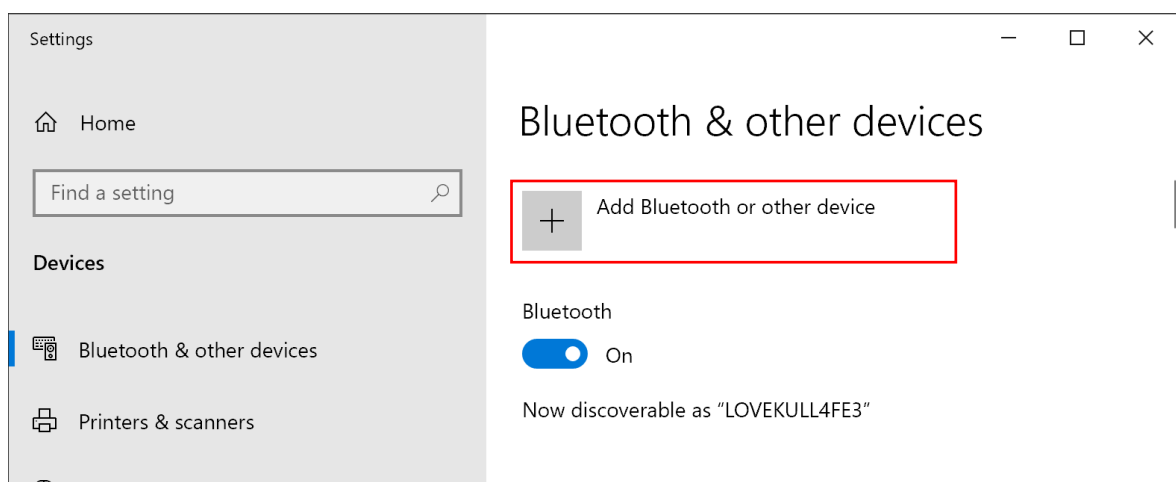 Settings
Home
Find a setting
Devices
Bluetooth & other devices
Printers & scanners
Bluetooth & other devices
Add Bluetooth or other device
Bluetooth
On
Now discoverable as “LOVEKULL4FE3”